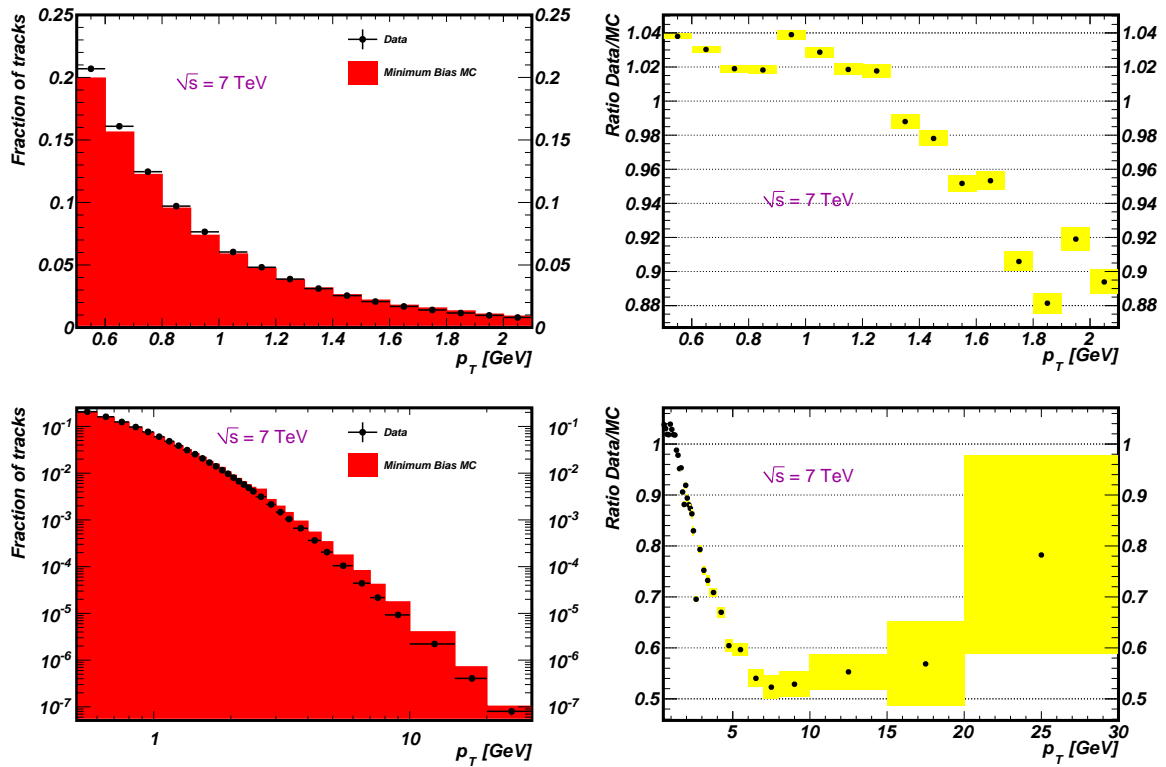 0.25 0.25
Fraction of tracks
Data
Minimum Bias MC
√s = 7 TeV
0.2 0.2
0.15 0.15
0.1 0.1
0.05 0.05
0 0
0.6 0.8 1 1.2 1.4 1.6 1.8 2
p_T [GeV]
Ratio Data/MC
1.04 1.04
1.02 1.02
1 1
0.98 0.98
0.96 0.96
0.94 0.94
√s = 7 TeV
0.92 0.92
0.9 0.9
0.88 0.88
0.6 0.8 1 1.2 1.4 1.6 1.8 2
p_T [GeV]
Fraction of tracks
10^-1 10^-1
√s = 7 TeV
Data
Minimum Bias MC
10^-2 10^-2
10^-3 10^-3
10^-4 10^-4
10^-5 10^-5
10^-6 10^-6
10^-7 10^-7
1 10
p_T [GeV]
Ratio Data/MC
1 1
√s = 7 TeV
0.9 0.9
0.8 0.8
0.7 0.7
0.6 0.6
0.5 0.5
5 10 15 20 25 30
p_T [GeV]